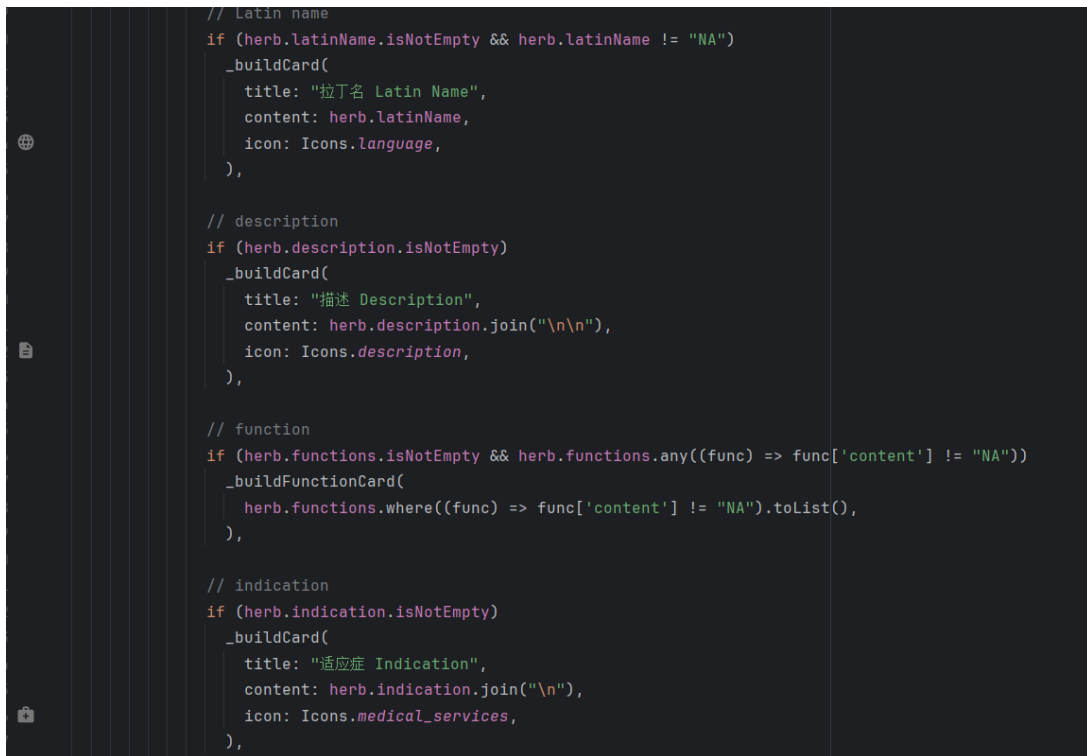 // Latin name
if (herb.latinName.isNotEmpty && herb.latinName != "NA")
_buildCard(
title: "拉丁名 Latin Name",
content: herb.latinName,
icon: Icons.language,
),
// description
if (herb.description.isNotEmpty)
_buildCard(
title: "描述 Description",
content: herb.description.join("\n\n"),
icon: Icons.description,
),
// function
if (herb.functions.isNotEmpty && herb.functions.any((func) => func['content'] != "NA"))
_buildFunctionCard(
herb.functions.where((func) => func['content'] != "NA").toList(),
),
// indication
if (herb.indication.isNotEmpty)
_buildCard(
title: "适应症 Indication",
content: herb.indication.join("\n"),
icon: Icons.medical_services,
),